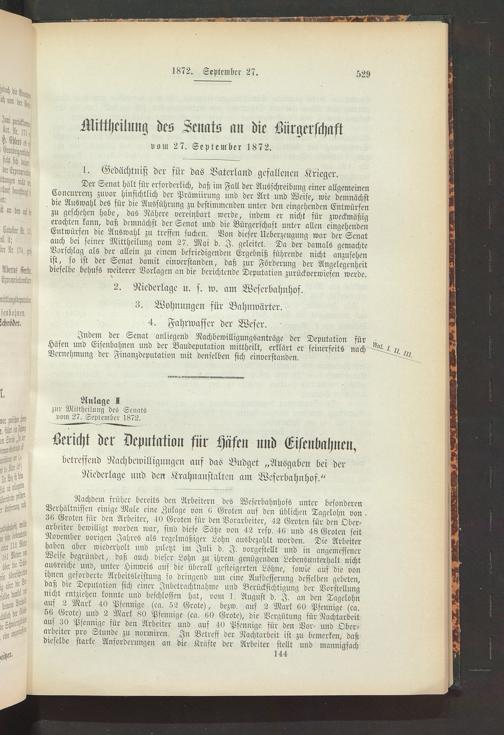 1872. September 27.
529
Mittheilung des Senats an die Bürgerschaft
vom 27. September 1872.
1. Gedächtniß der für das Vaterland gefallenen Krieger.
Der Senat hält für erforderlich, daß im Fall der Ausschreibung einer allgemeinen
Concurrenz zuvor hinsichtlich der Prämiirung und der Art und Weise, wie demnächst
die Auswahl des für die Ausführung zu bestimmenden unter den eingehenden Entwürfen
zu geschehen habe, das Nähere vereinbart werde, indem er nicht für zweckmäßig
erachten kann, daß demnächst der Senat und die Bürgerschaft unter allen eingehenden
Entwürfen die Auswahl zu treffen suchen. Von dieser Ueberzeugung war der Senat
auch bei seiner Mittheilung vom 27. Mai d. J. geleitet. Da der damals gemachte
Vorschlag als der allein zu einem befriedigenden Ergebniß führende nicht anzusehen
ist, so ist der Senat damit einverstanden, daß zur Förderung der Angelegenheit
dieselbe behufs weiterer Vorlagen an die berichtende Deputation zurückverwiesen werde.
2. Niederlage u. s. w. am Weserbahnhof.
3. Wohnungen für Bahnwärter.
4. Fahrwasser der Weser.
Indem der Senat anliegend Nachbewilligungsanträge der Deputation für
Häfen und Eisenbahnen und der Baudeputation mittheilt, erklärt er seinerseits nach
Vernehmung der Finanzdeputation mit denselben sich einverstanden.
Anl. I. II. III.
Anlage I
zur Mittheilung des Senats
vom 27. September 1872.
Bericht der Deputation für Häfen und Eisenbahnen,
betreffend Nachbewilligungen auf das Budget „Ausgaben bei der
Niederlage und den Krahnanstalten am Weserbahnhof."
Nachdem früher bereits den Arbeitern des Weserbahnhofs unter besonderen
Verhältnissen einige Male eine Zulage von 6 Groten auf den üblichen Tagelohn von
36 Groten für den Arbeiter, 40 Groten für den Vorarbeiter, 42 Groten für den Ober-
arbeiter bewilligt worden war, sind diese Sätze von 42 resp. 46 und 48 Groten seit
November vorigen Jahrs als regelmäßiger Lohn ausbezahlt worden. Die Arbeiter
haben aber wiederholt und zuletzt im Juli d. J. vorgestellt und in angemessener
Weise begründet, daß auch dieser Lohn zu ihrem genügenden Lebensunterhalt nicht
ausreiche und, unter Hinweis auf die überall gesteigerten Löhne, sowie auf die von
ihnen geforderte Arbeitsleistung so dringend um eine Aufbesserung desselben gebeten,
daß die Deputation sich einer Inbetrachtnahme und Berücksichtigung der Vorstellung
nicht entziehen konnte und beschlossen hat, vom 1. August d. J. an den Tagelohn
auf 2 Mark 40 Pfennige (ca. 52 Grote), bezw. auf 2 Mark 60 Pfennige (ca.
56 Grote) und 2 Mark 80 Pfennige (ca. 60 Grote), die Vergütung für Nachtarbeit
auf 30 Pfennige für den Arbeiter und auf 40 Pfennige für den Vor- und Ober-
arbeiter pro Stunde zu normiren. In Betreff der Nachtarbeit ist zu bemerken, daß
dieselbe starke Anforderungen an die Kräfte der Arbeiter stellt und mannigfach
144